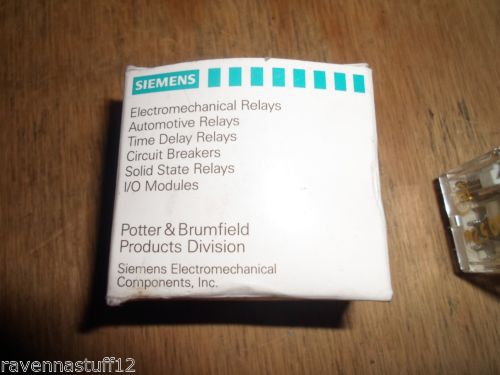 SIEMENS
Electromechanical Relays
Automotive Relays
Time Delay Relays
Circuit Breakers
Solid State Relays
I/O Modules
Potter & Brumfield
Products Division
Siemens Electromechanical
Components, Inc.
ravennastuff12